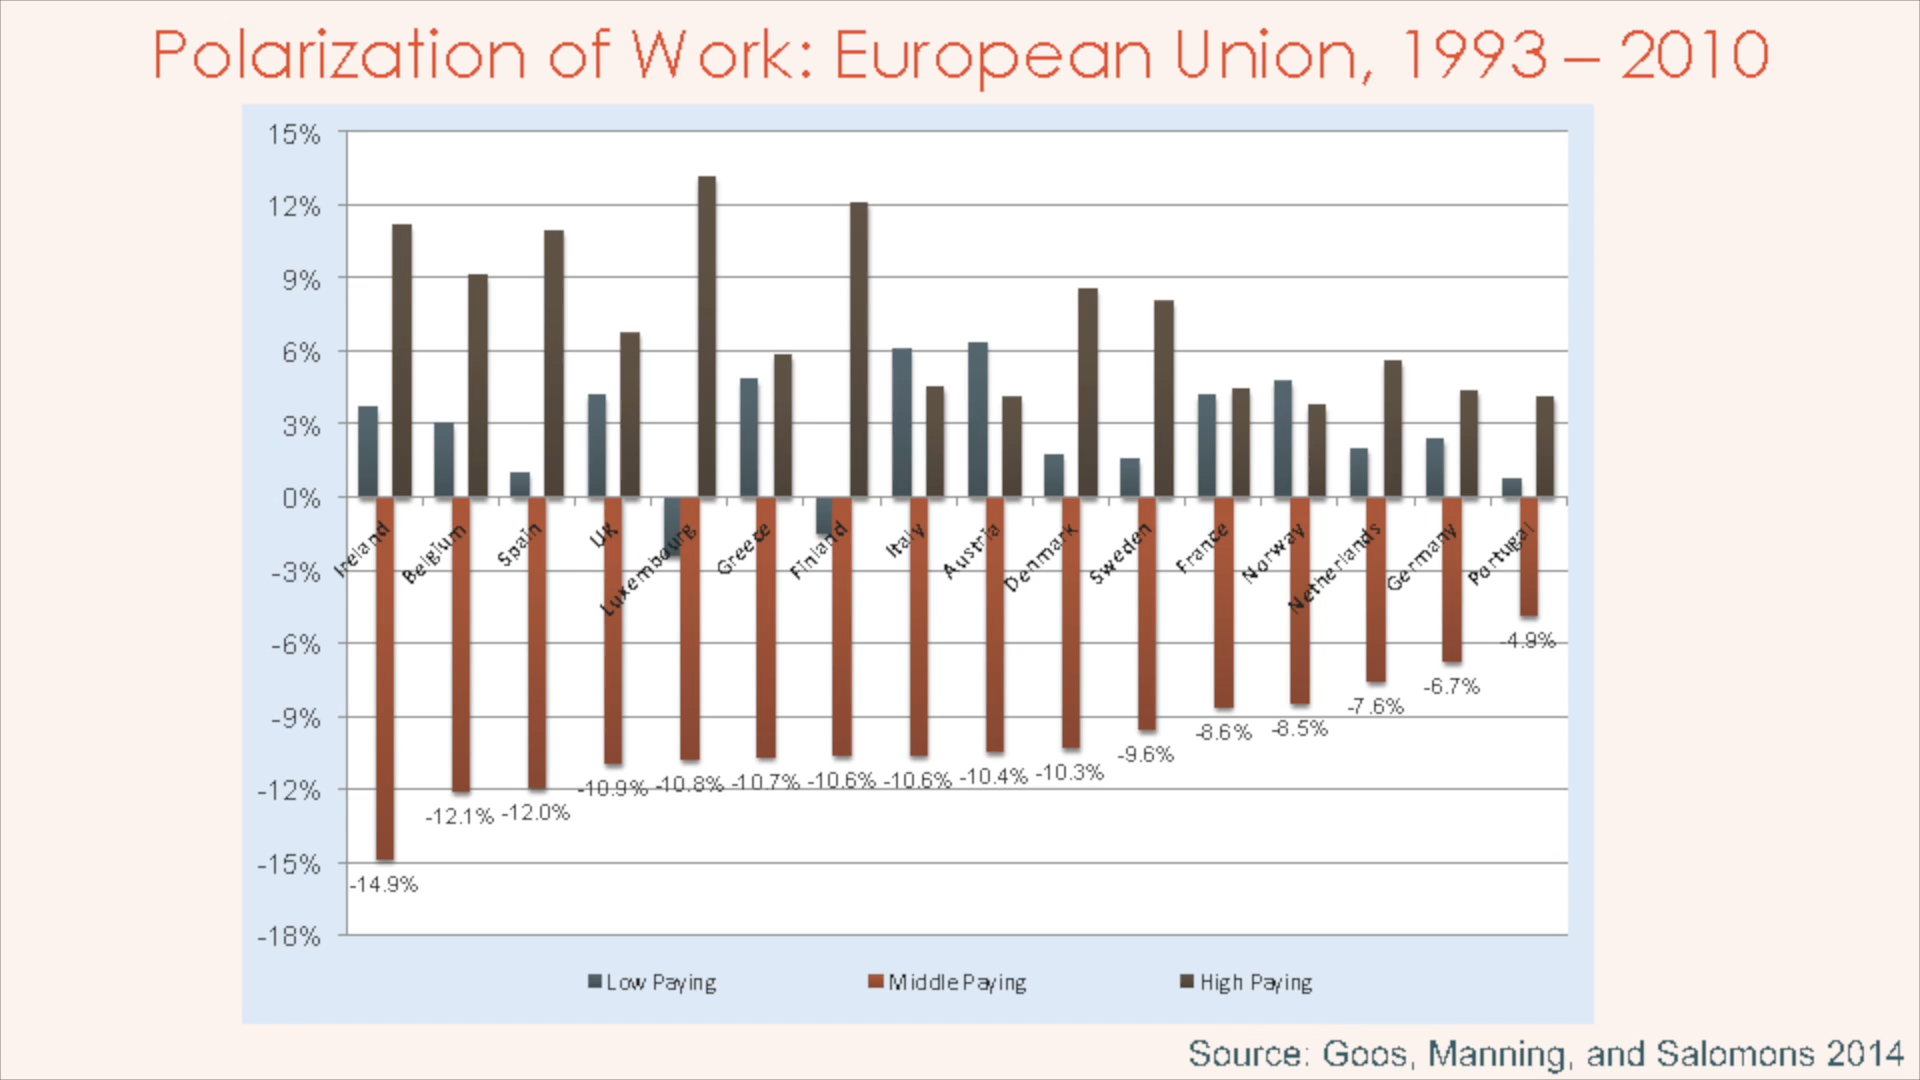 Polarization of Work: European Union, 1993 – 2010
15%
12%
9%
6%
3%
0%
-3%
-6%
-9%
-12%
-15%
-18%
Ireland
Belgium
Spain
UK
Luxembourg
Greece
Finland
Italy
Austria
Denmark
Sweden
France
Norway
Netherlands
Germany
Portugal
-14.9%
-12.1%
-12.0%
-10.9%
-10.8%
-10.7%
-10.6%
-10.6%
-10.4%
-10.3%
-9.6%
-8.6%
-8.5%
-7.6%
-6.7%
-4.9%
Low Paying
Middle Paying
High Paying
Source: Goos, Manning, and Salomons 2014